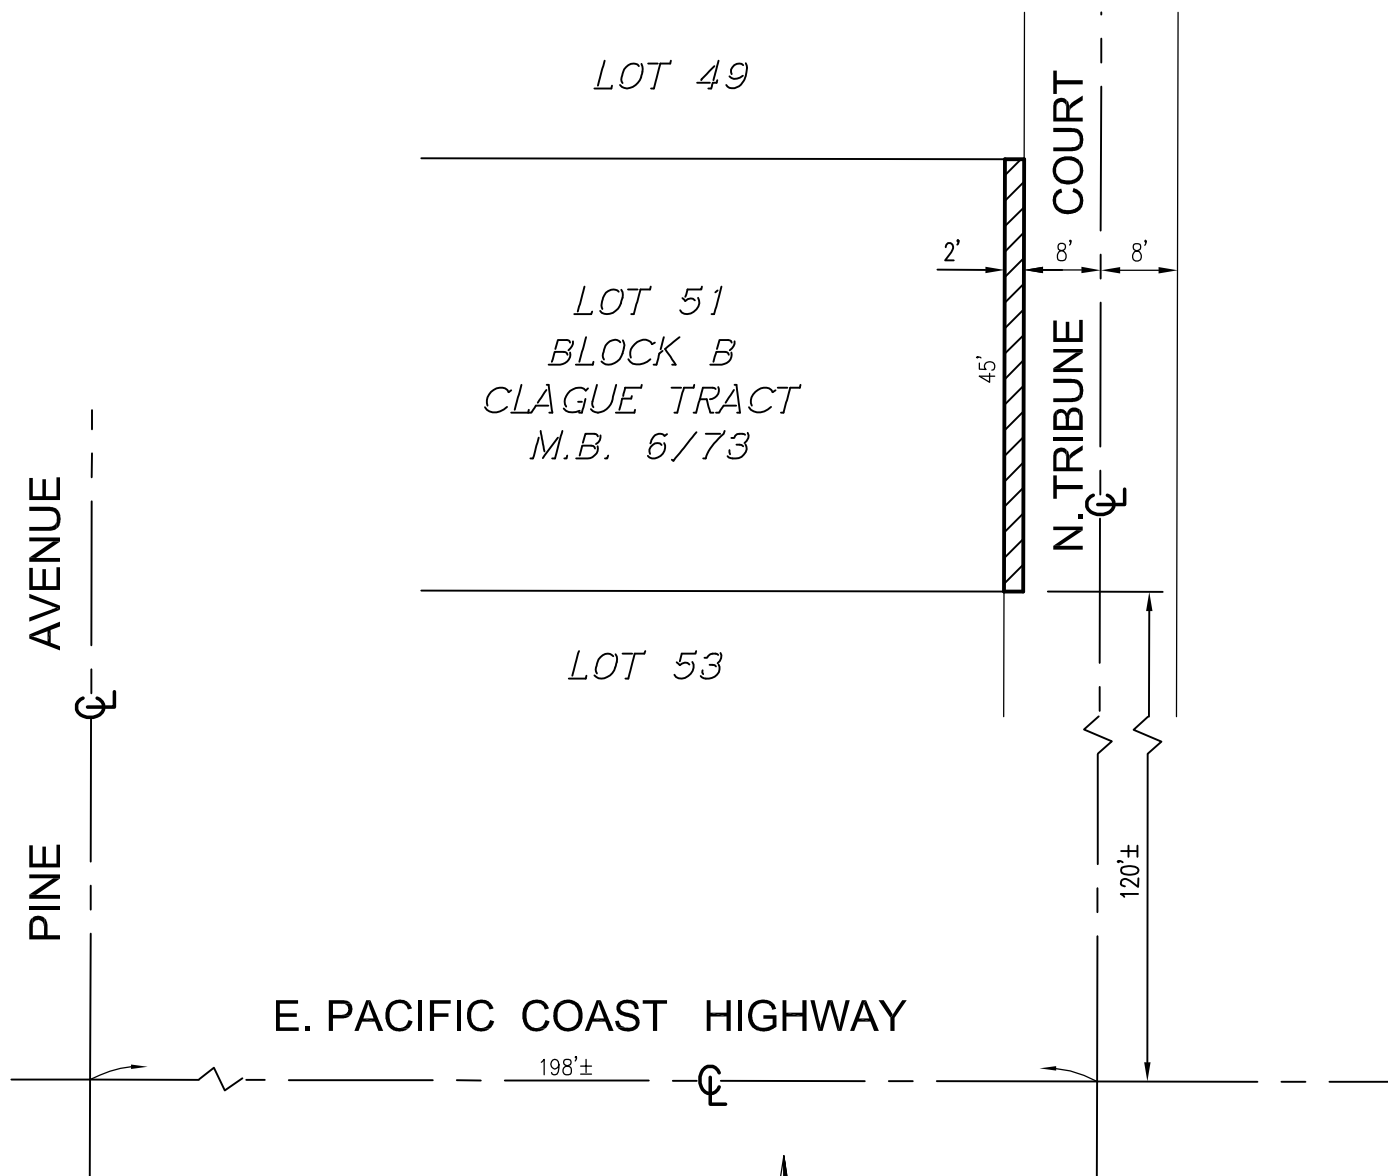 LOT 49
N. TRIBUNE COURT
2'
8'
8'
LOT 51
BLOCK B
CLAGUE TRACT
M.B. 6/73
45'
℄
PINE AVENUE
℄
LOT 53
120'±
E. PACIFIC COAST HIGHWAY
198'±
℄